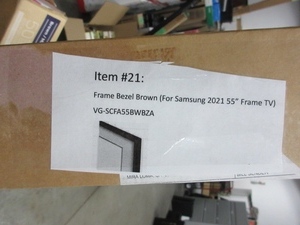 Item #21:
Frame Bezel Brown (For Samsung 2021 55" Frame TV)
VG-SCFA55BWBZA